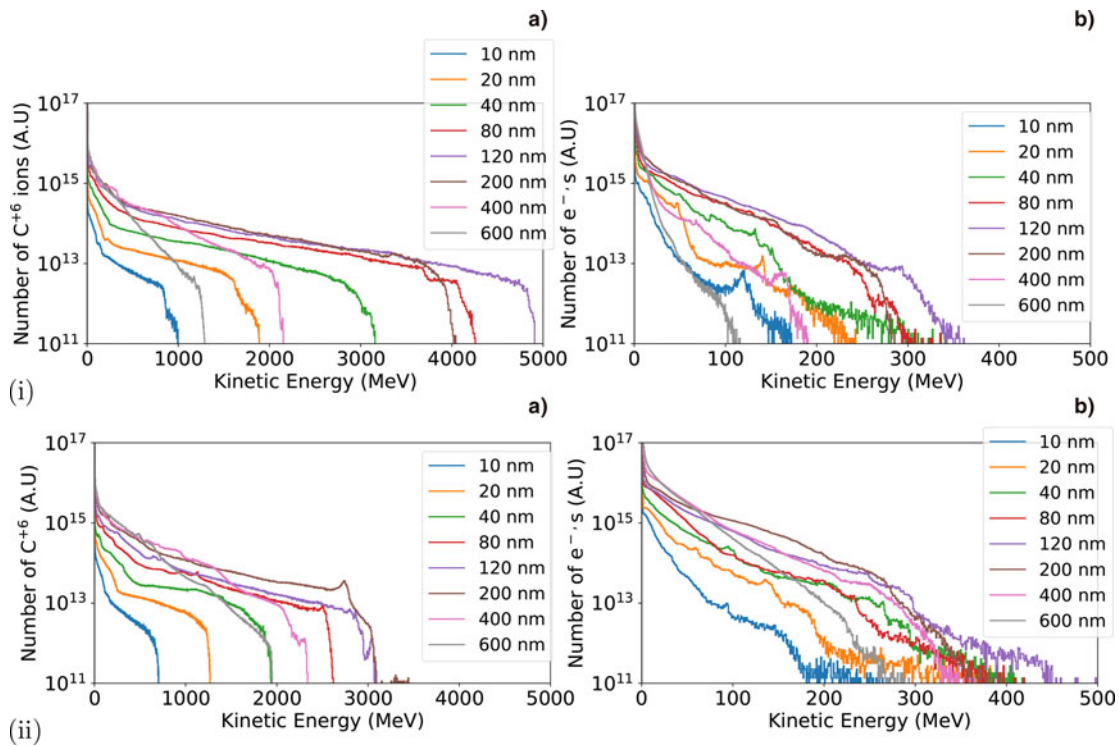 a)
b)
10 nm
20 nm
40 nm
80 nm
120 nm
200 nm
400 nm
600 nm
Number of C+6 ions (A.U)
10^17
10^15
10^13
10^11
0
1000
2000
3000
4000
5000
Kinetic Energy (MeV)
10 nm
20 nm
40 nm
80 nm
120 nm
200 nm
400 nm
600 nm
Number of e-,s (A.U)
10^17
10^15
10^13
10^11
0
100
200
300
400
500
Kinetic Energy (MeV)
(i)
a)
b)
10 nm
20 nm
40 nm
80 nm
120 nm
200 nm
400 nm
600 nm
Number of C+6 (A.U)
10^17
10^15
10^13
10^11
0
1000
2000
3000
4000
5000
Kinetic Energy (MeV)
10 nm
20 nm
40 nm
80 nm
120 nm
200 nm
400 nm
600 nm
Number of e-,s (A.U)
10^17
10^15
10^13
10^11
0
100
200
300
400
500
Kinetic Energy (MeV)
(ii)